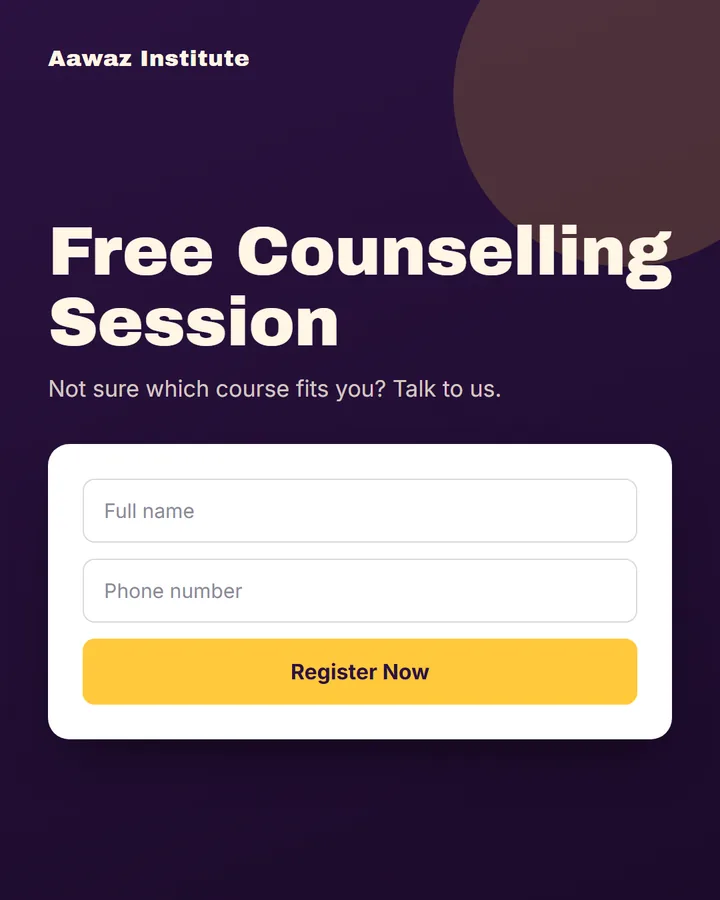 Aawaz Institute
Free Counselling
Session
Not sure which course fits you? Talk to us.
Full name
Phone number
Register Now